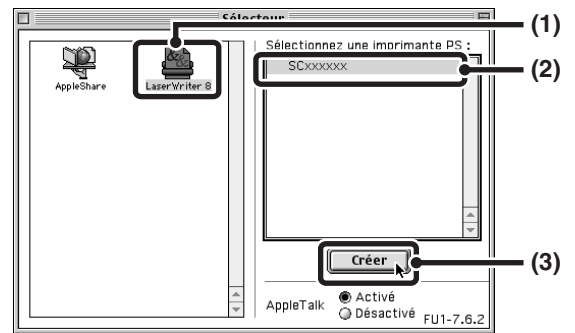 Sélecteur
(1)
Sélectionnez une imprimante PS :
SCxxxxxx
(2)
AppleShare
LaserWriter 8
Créer
(3)
AppleTalk
Activé
Désactivé
FU1-7.6.2